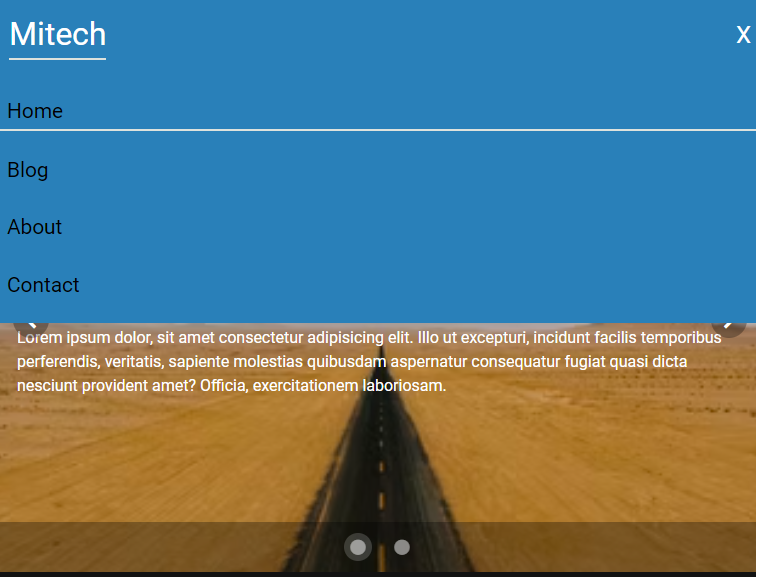 Mitech
X
Home
Blog
About
Contact
Lorem ipsum dolor, sit amet consectetur adipisicing elit. Illo ut excepturi, incidunt facilis temporibus
perferendis, veritatis, sapiente molestias quibusdam aspernatur consequatur fugiat quasi dicta
nesciunt provident amet? Officia, exercitationem laboriosam.